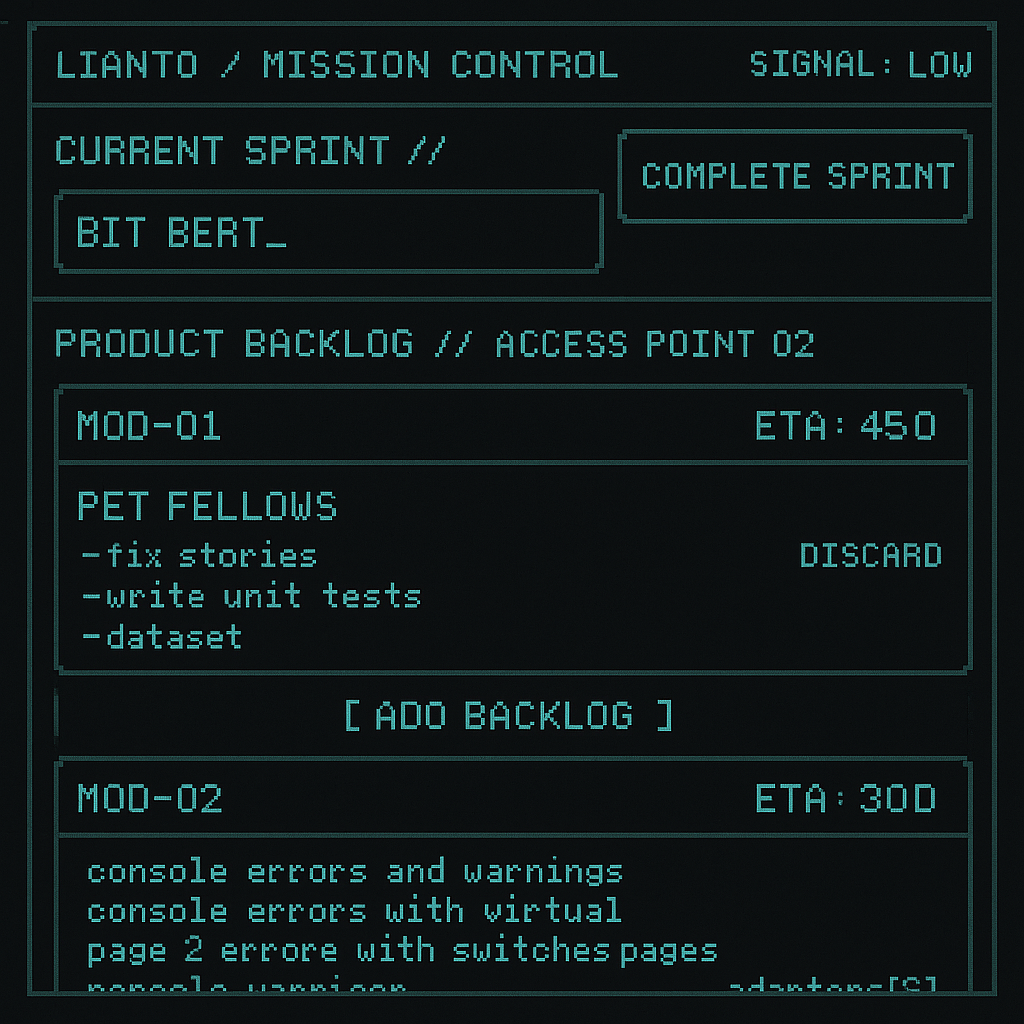 LIANTO / MISSION CONTROL SIGNAL: LOW
CURRENT SPRINT // COMPLETE SPRINT
BIT BERT_
PRODUCT BACKLOG // ACCESS POINT 02
MOD-01 ETA: 450
PET FELLOWS
-fix stories DISCARD
-write unit tests
-dataset
[ ADO BACKLOG ]
MOD-02 ETA: 30D
console errors and warnings
console errors with virtual
page 2 errore with switches pages